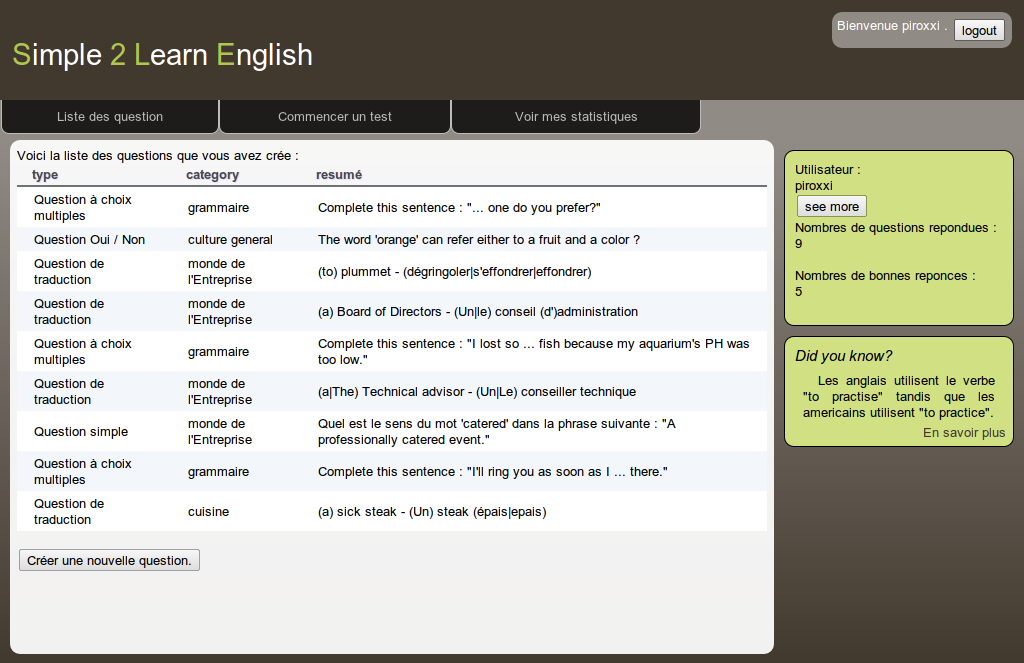 Bienvenue piroxxi .
logout
Simple 2 Learn English
Liste des question
Commencer un test
Voir mes statistiques
Voici la liste des questions que vous avez crée :
type category resumé
Question à choix
multiples
grammaire
Complete this sentence : "... one do you prefer?"
Question Oui / Non
culture general
The word 'orange' can refer either to a fruit and a color ?
Question de
traduction
monde de
l'Entreprise
(to) plummet - (dégringoler|s'effondrer|effondrer)
Question de
traduction
monde de
l'Entreprise
(a) Board of Directors - (Un|le) conseil (d')administration
Question à choix
multiples
grammaire
Complete this sentence : "I lost so ... fish because my aquarium's PH was
too low."
Question de
traduction
monde de
l'Entreprise
(a|The) Technical advisor - (Un|Le) conseiller technique
Question simple
monde de
l'Entreprise
Quel est le sens du mot 'catered' dans la phrase suivante : "A
professionally catered event."
Question à choix
multiples
grammaire
Complete this sentence : "I'll ring you as soon as I ... there."
Question de
traduction
cuisine
(a) sick steak - (Un) steak (épais|epais)
Créer une nouvelle question.
Utilisateur :
piroxxi
see more
Nombres de questions repondues :
9
Nombres de bonnes reponces :
5
Did you know?
Les anglais utilisent le verbe
"to practise" tandis que les
americains utilisent "to practice".
En savoir plus